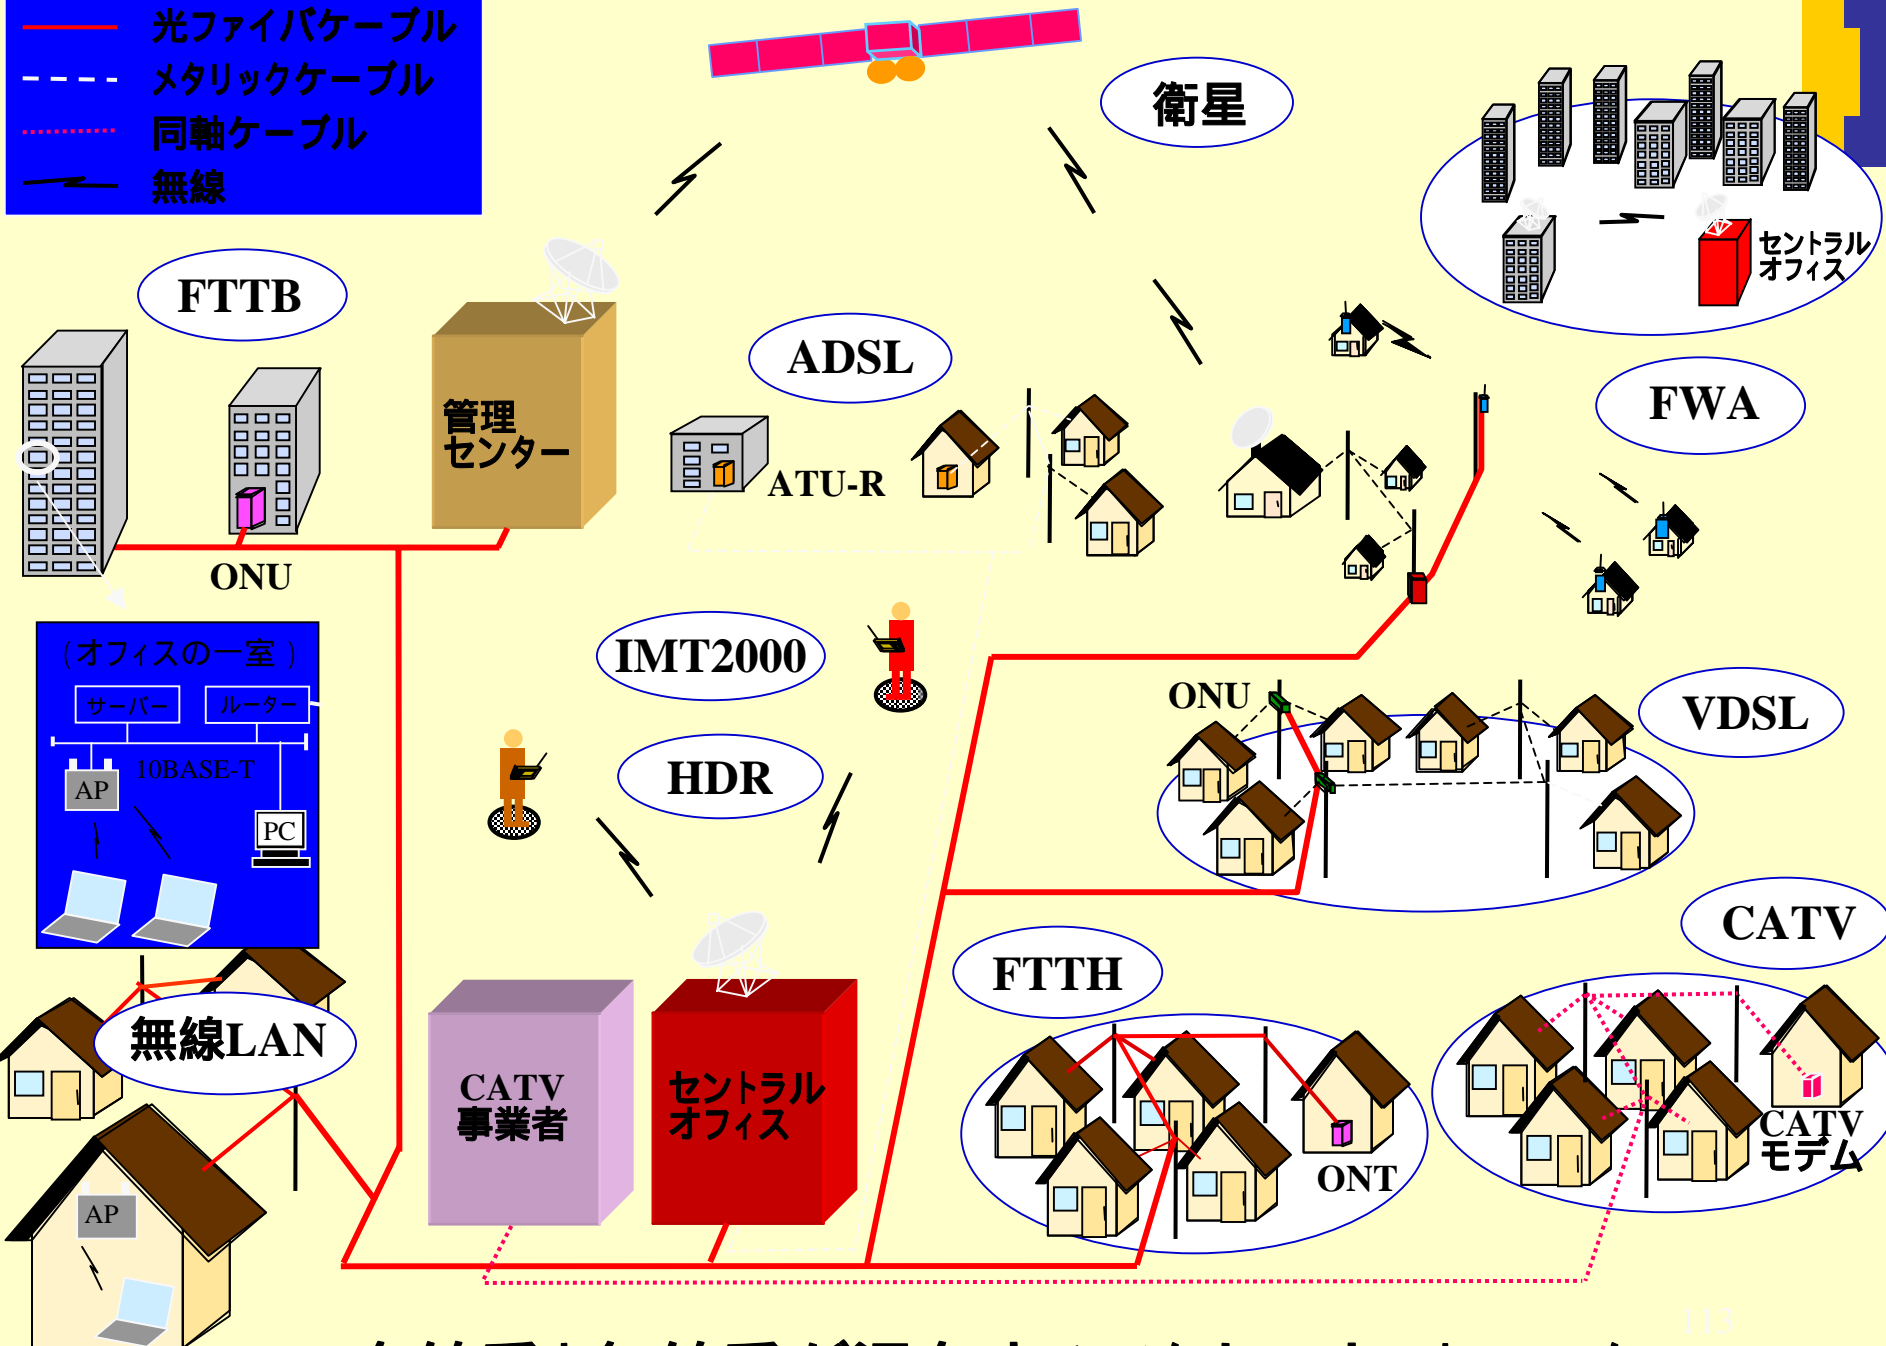 光ファイバケーブル
メタリックケーブル
同軸ケーブル
無線
衛星
セントラル
オフィス
FTTB
管理
センター
ADSL
FWA
ATU-R
ONU
(オフィスの一室)
サーバー
ルーター
10BASE-T
AP
PC
IMT2000
HDR
ONU
VDSL
CATV
FTTH
無線LAN
CATV
事業者
セントラル
オフィス
ONT
CATV
モデム
AP
113